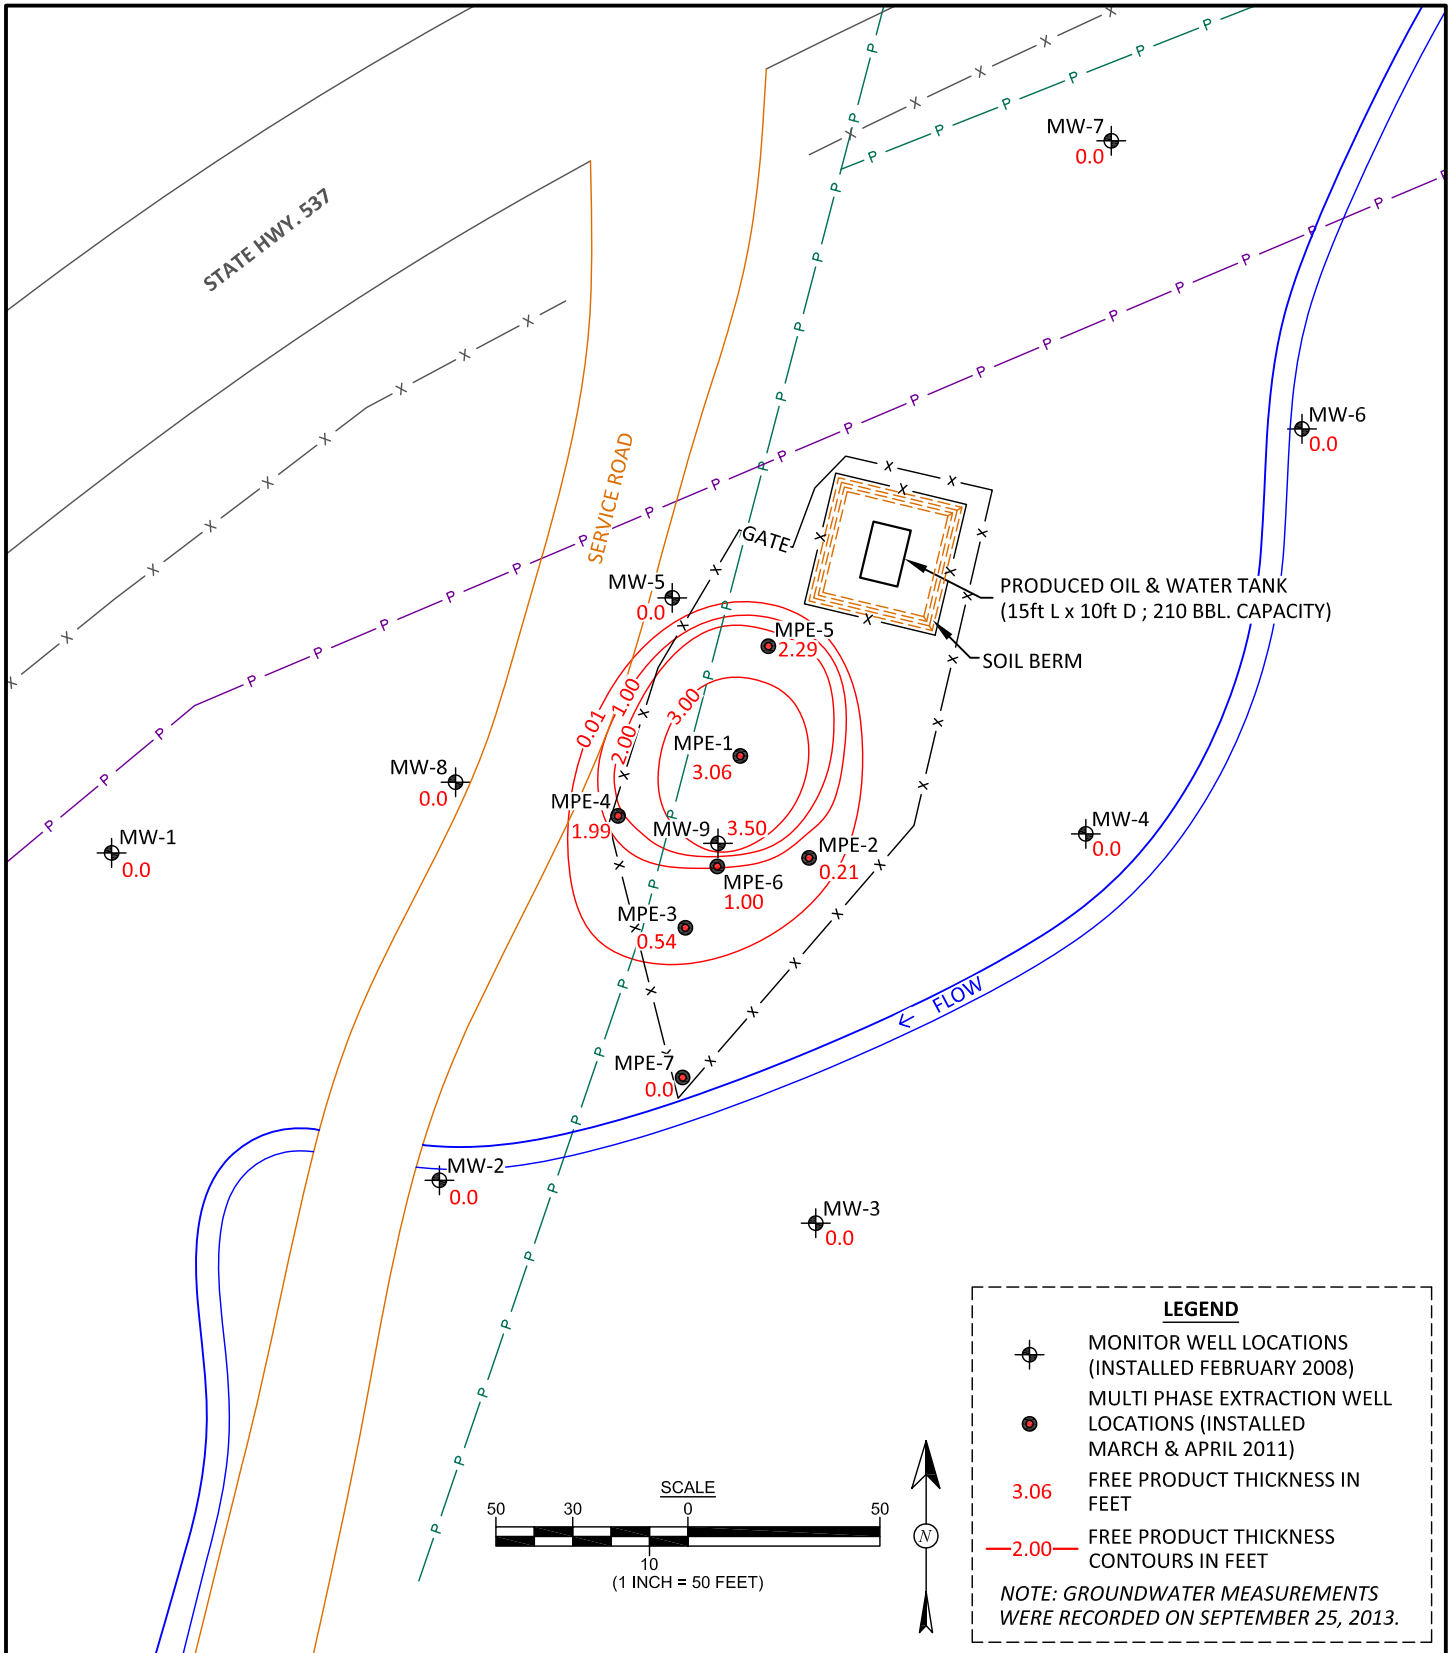 MW-7
0.0
STATE HWY. 537
MW-6
0.0
SERVICE ROAD
GATE
MW-5
0.0
PRODUCED OIL & WATER TANK
(15ft L x 10ft D ; 210 BBL. CAPACITY)
MPE-5
2.29
SOIL BERM
0.01
1.00
2.00
3.00
MPE-1
3.06
MW-8
0.0
MPE-4
1.99
MW-9
3.50
MW-1
0.0
MW-4
0.0
MPE-2
0.21
MPE-6
1.00
MPE-3
0.54
← FLOW
MPE-7
0.0
MW-2
0.0
MW-3
0.0
LEGEND
MONITOR WELL LOCATIONS
(INSTALLED FEBRUARY 2008)
MULTI PHASE EXTRACTION WELL
LOCATIONS (INSTALLED
MARCH & APRIL 2011)
3.06 FREE PRODUCT THICKNESS IN
FEET
2.00 FREE PRODUCT THICKNESS
CONTOURS IN FEET
NOTE: GROUNDWATER MEASUREMENTS
WERE RECORDED ON SEPTEMBER 25, 2013.
SCALE
50 30 0 50
10
(1 INCH = 50 FEET)
N